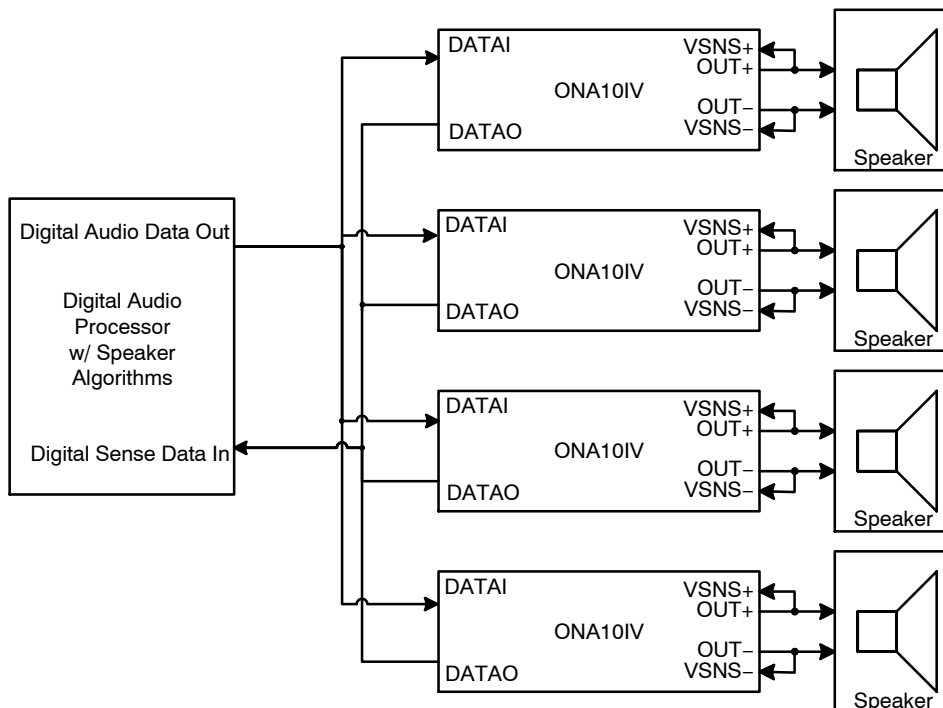 DATAI
ONA10IV
DATAO
VSNS+
OUT+
OUT−
VSNS−
Speaker
Digital Audio Data Out
Digital Audio
Processor
w/ Speaker
Algorithms
Digital Sense Data In
DATAI
ONA10IV
DATAO
VSNS+
OUT+
OUT−
VSNS−
Speaker
DATAI
ONA10IV
DATAO
VSNS+
OUT+
OUT−
VSNS−
Speaker
DATAI
ONA10IV
DATAO
VSNS+
OUT+
OUT−
VSNS−
Speaker